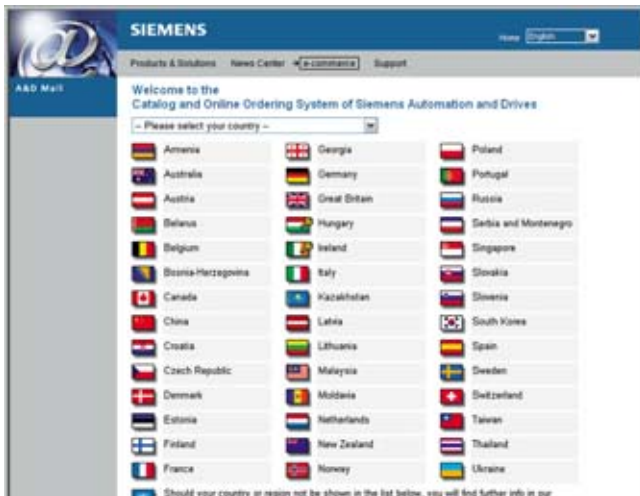 SIEMENS
Home English
Products & Solutions News Center e-commerce Support
A&D Mall
Welcome to the
Catalog and Online Ordering System of Siemens Automation and Drives
-- Please select your country --
Armenia Georgia Poland
Australia Germany Portugal
Austria Great Britain Russia
Belarus Hungary Serbia and Montenegro
Belgium Ireland Singapore
Bosnia-Herzegovina Italy Slovakia
Canada Kazakhstan Slovenia
China Latvia South Korea
Croatia Lithuania Spain
Czech Republic Malaysia Sweden
Denmark Moldavia Switzerland
Estonia Netherlands Taiwan
Finland New Zealand Thailand
France Norway Ukraine
Should your country or region not be shown in the list below, you will find further info in our